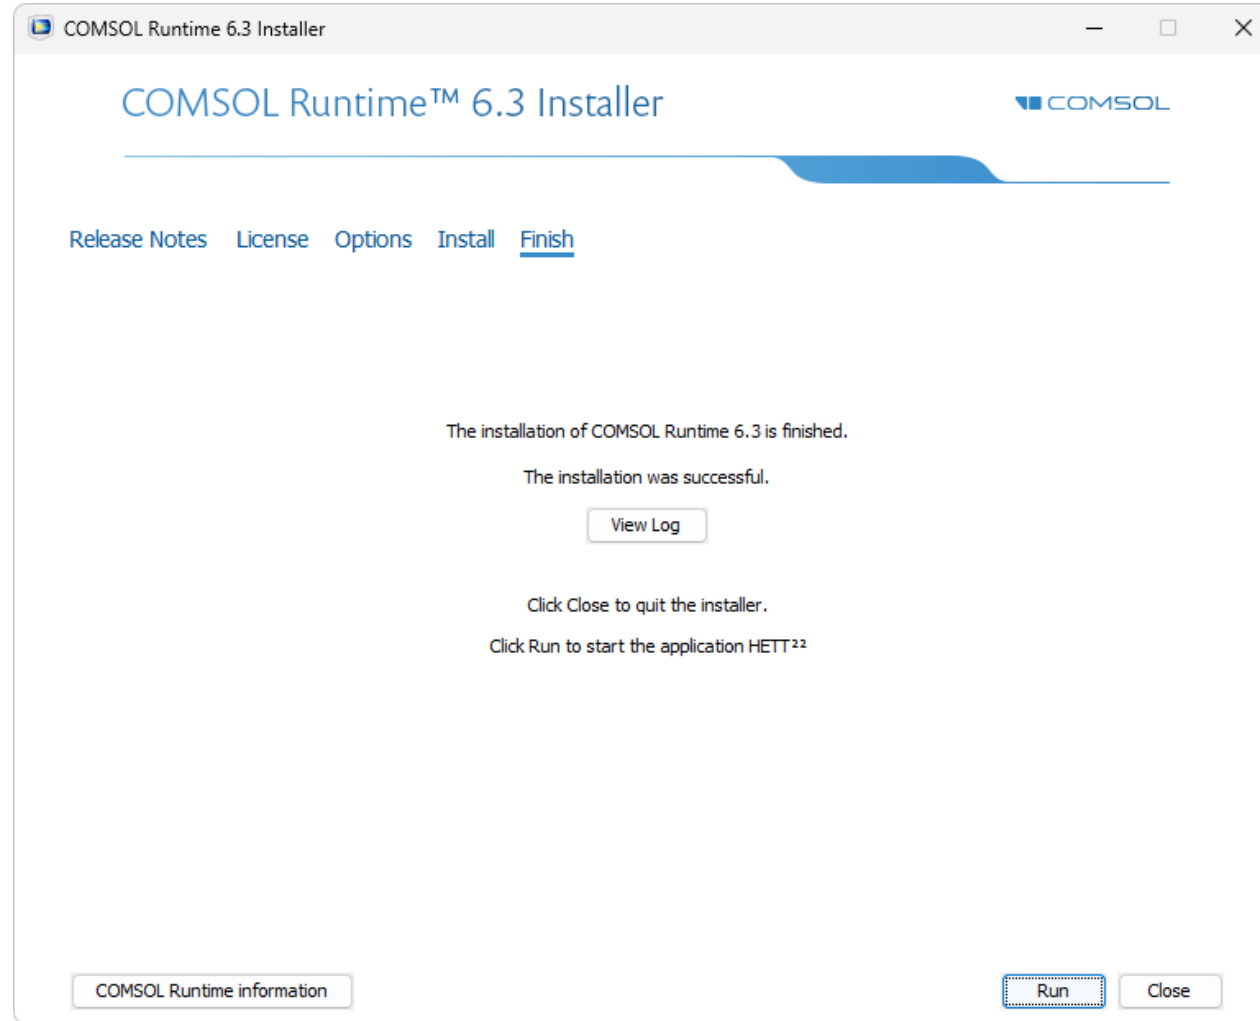 COMSOL Runtime 6.3 Installer
COMSOL Runtime™ 6.3 Installer
COMSOL
Release Notes License Options Install Finish
The installation of COMSOL Runtime 6.3 is finished.
The installation was successful.
View Log
Click Close to quit the installer.
Click Run to start the application HETT²²
COMSOL Runtime information
Run Close